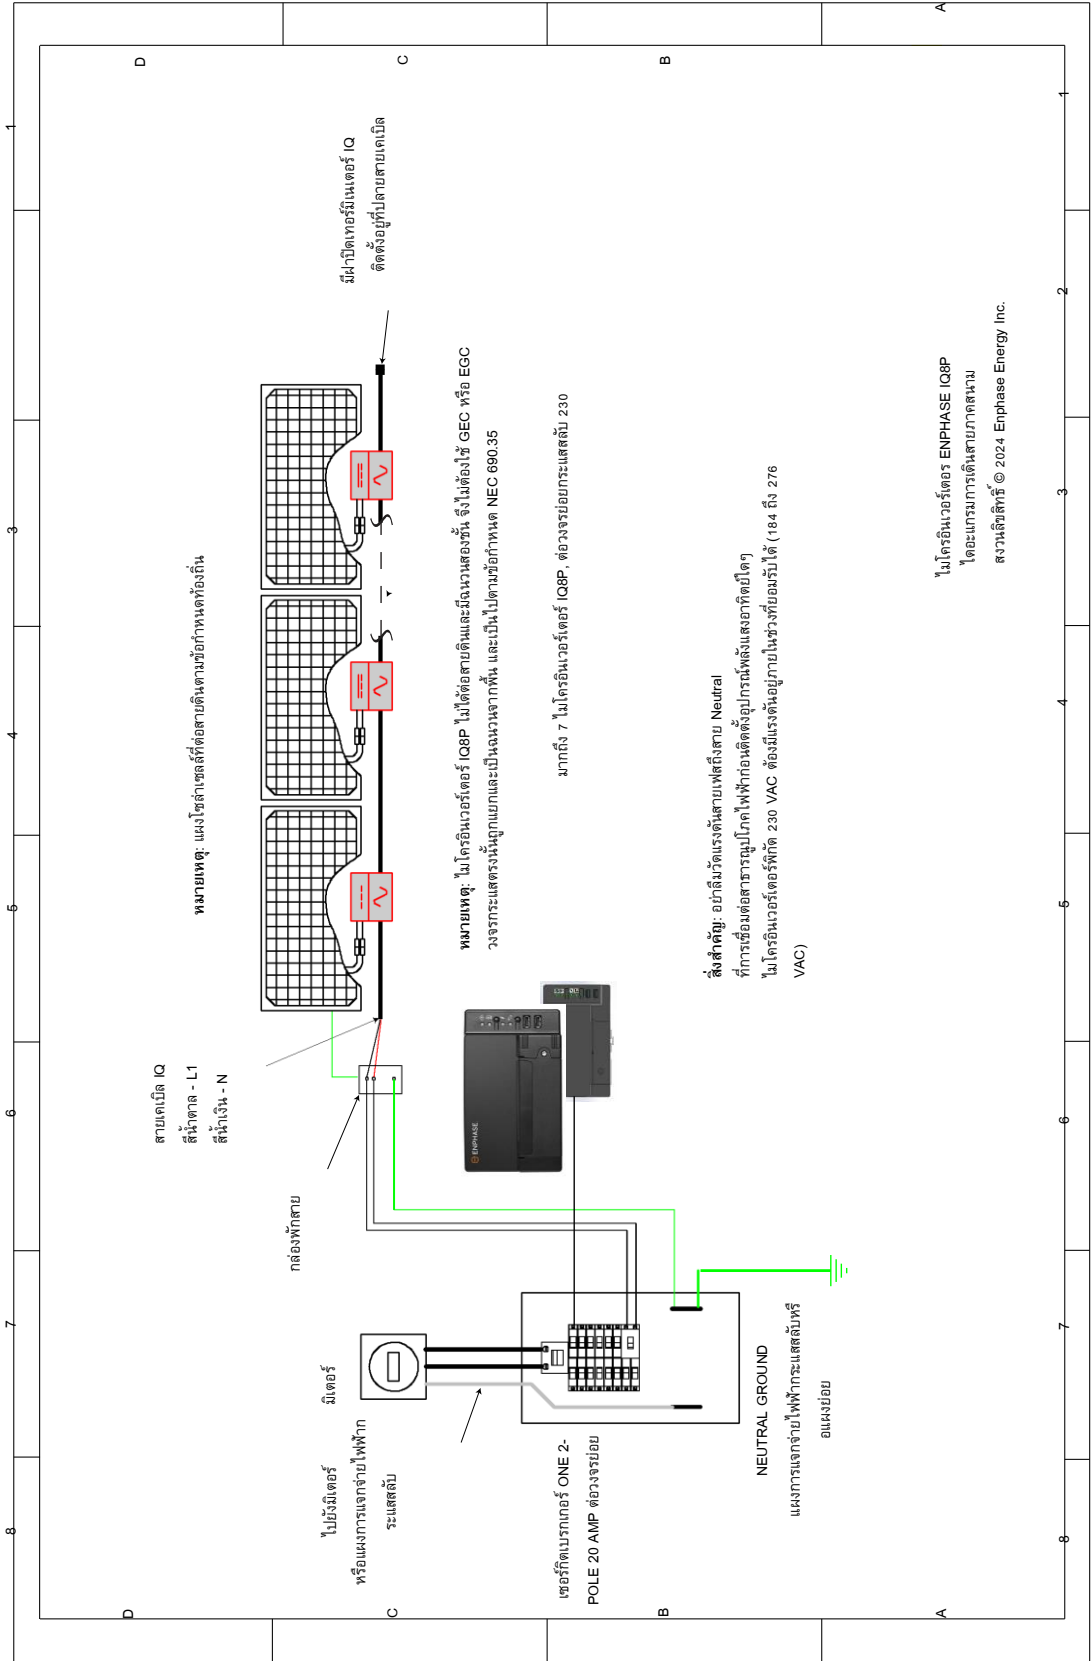 8
7
6
5
4
3
2
1
D
D
C
C
B
B
A
A
สายเคเบิล IQ
สีน้ำตาล - L1
สีน้ำเงิน - N
หมายเหตุ: แผงโซล่าเซลล์ที่ต่อสายดินตามข้อกำหนดท้องถิ่น
มีฝาปิดเทอร์มิเนเตอร์ IQ
ติดตั้งอยู่ที่ปลายสายเคเบิล
กล่องพักสาย
ไปยังมิเตอร์
หรือแผงการแจกจ่ายไฟฟ้าก
ระแสสลับ
มิเตอร์
หมายเหตุ: ไมโครอินเวอร์เตอร์ IQ8P ไม่ได้ต่อสายดินและมีฉนวนสองชั้น จึงไม่ต้องใช้ GEC หรือ EGC
วงจรกระแสตรงนั้นถูกแยกและเป็นฉนวนจากพื้น และเป็นไปตามข้อกำหนด NEC 690.35
ENPHASE
มากถึง 7 ไมโครอินเวอร์เตอร์ IQ8P, ต่อวงจรย่อยกระแสสลับ 230
เซอร์กิตเบรกเกอร์ ONE 2-
POLE 20 AMP ต่อวงจรย่อย
สิ่งสำคัญ: อย่าลืมวัดแรงดันสายเฟสถึงสาย Neutral
ที่การเชื่อมต่อสาธารณูปโภคไฟฟ้าก่อนติดตั้งอุปกรณ์พลังแสงอาทิตย์ใดๆ
ไมโครอินเวอร์เตอร์พิกัด 230 VAC ต้องมีแรงดันอยู่ภายในช่วงที่ยอมรับได้ (184 ถึง 276
VAC)
NEUTRAL GROUND
แผงการแจกจ่ายไฟฟ้ากระแสสลับหรื
อแผงย่อย
ไมโครอินเวอร์เตอร์ ENPHASE IQ8P
ไดอะแกรมการเดินสายภาคสนาม
สงวนลิขสิทธิ์ © 2024 Enphase Energy Inc.
8
7
6
5
4
3
2
1